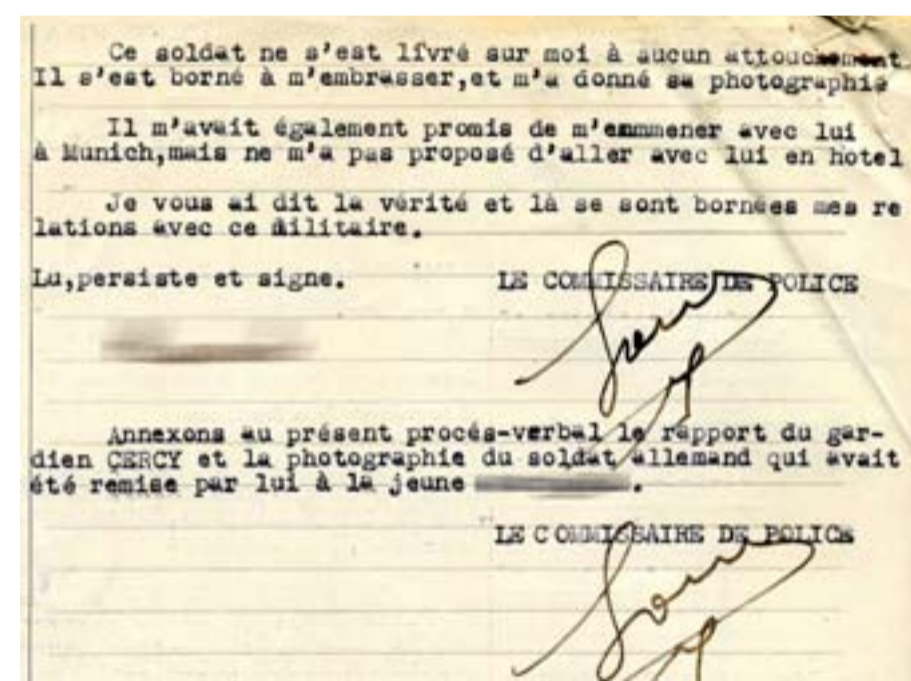 Ce soldat ne s'est lfvré sur moi à aucun attouchement
Il s'est borné à m'embrasser,et m'a donné sa photographie
Il m'avait également promis de m'emmmener avec lui
à Munich,mais ne m'a pas proposé d'aller avec lui en hotel
Je vous ai dit la vérité et là se sont bornées mes re
lations avec ce militaire.
Lu,persiste et signe.
LE COMMISSAIRE DE POLICE
Annexons au présent procés-verbal le rapport du gar-
dien CERCY et la photographie du soldat allemand qui avait
été remise par lui à la jeune .
LE COMMISSAIRE DE POLICE